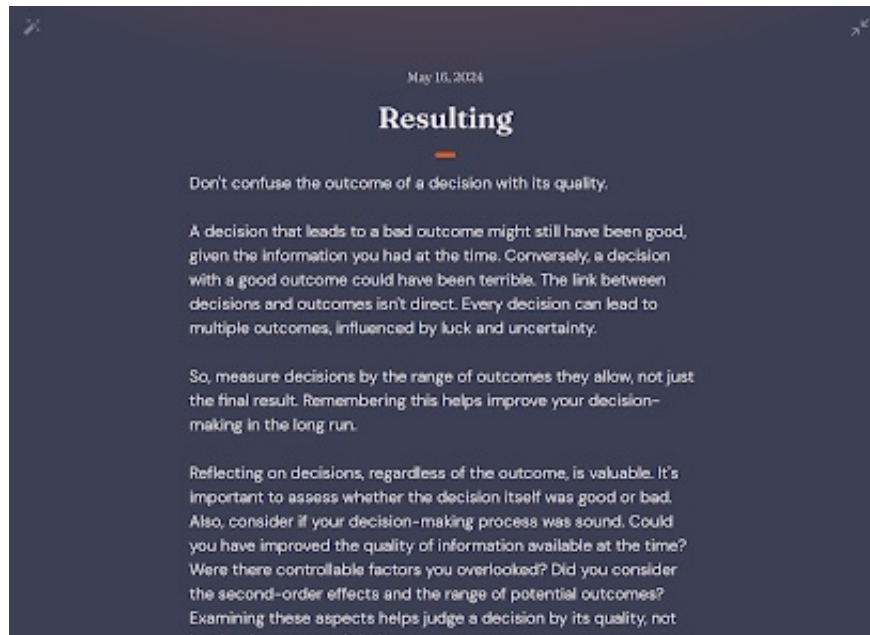 May 16, 2024
Resulting
Don't confuse the outcome of a decision with its quality.
A decision that leads to a bad outcome might still have been good,
given the information you had at the time. Conversely, a decision
with a good outcome could have been terrible. The link between
decisions and outcomes isn't direct. Every decision can lead to
multiple outcomes, influenced by luck and uncertainty.
So, measure decisions by the range of outcomes they allow, not just
the final result. Remembering this helps improve your decision-
making in the long run.
Reflecting on decisions, regardless of the outcome, is valuable. It's
important to assess whether the decision itself was good or bad.
Also, consider if your decision-making process was sound. Could
you have improved the quality of information available at the time?
Were there controllable factors you overlooked? Did you consider
the second-order effects and the range of potential outcomes?
Examining these aspects helps judge a decision by its quality, not